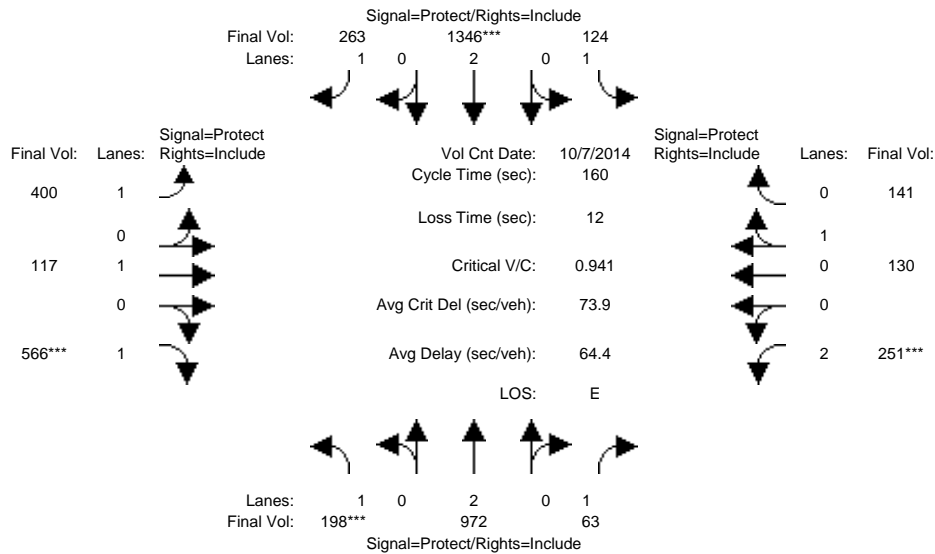 Signal=Protect/Rights=Include
Final Vol: 263 1346*** 124
Lanes: 1 0 2 0 1
Signal=Protect
Rights=Include
Final Vol: Lanes:
Vol Cnt Date: 10/7/2014
Signal=Protect
Rights=Include
Lanes: Final Vol:
Cycle Time (sec): 160
400 1
0 141
Loss Time (sec): 12
0
1
117 1
Critical V/C: 0.941
0 130
0
Avg Crit Del (sec/veh): 73.9
0
566*** 1
Avg Delay (sec/veh): 64.4
2 251***
LOS: E
Lanes: 1 0 2 0 1
Final Vol: 198*** 972 63
Signal=Protect/Rights=Include